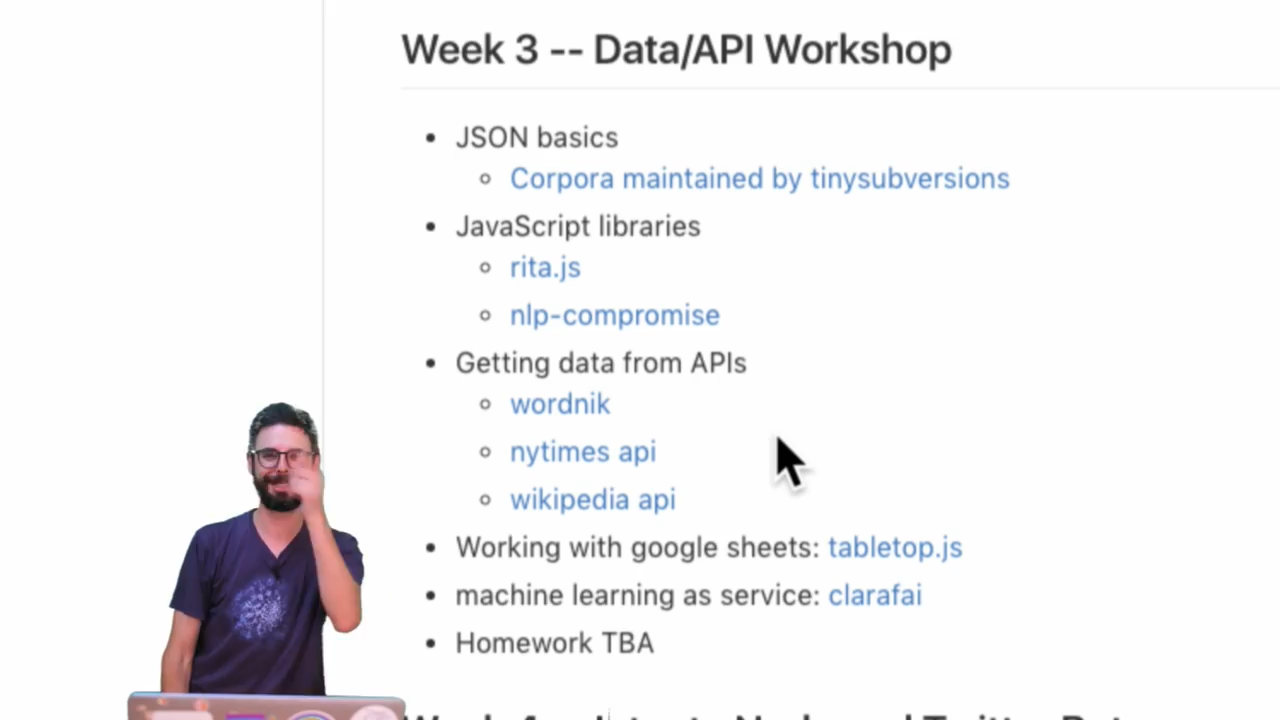 Week 3 -- Data/API Workshop
JSON basics
Corpora maintained by tinysubversions
JavaScript libraries
rita.js
nlp-compromise
Getting data from APIs
wordnik
nytimes api
wikipedia api
Working with google sheets: tabletop.js
machine learning as service: clarafai
Homework TBA